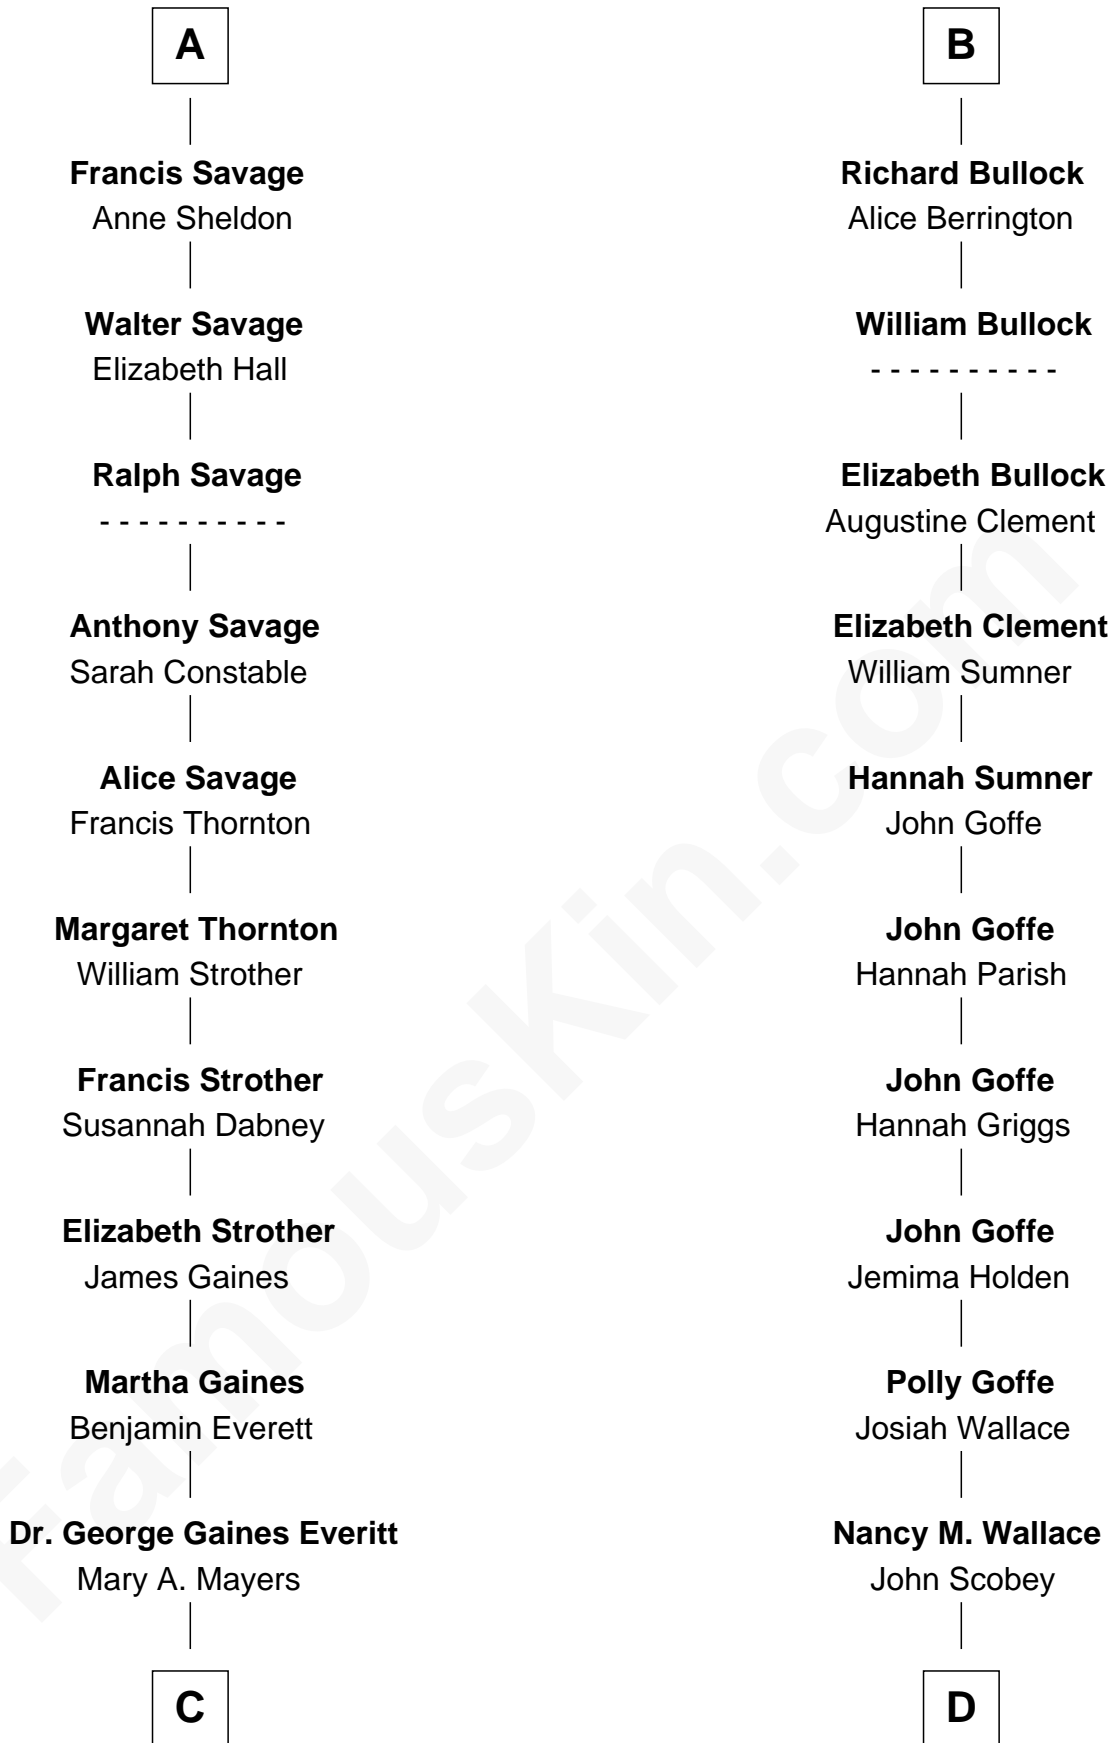 A
Francis Savage
Anne Sheldon
Walter Savage
Elizabeth Hall
Ralph Savage
- - - - - - - - - -
Anthony Savage
Sarah Constable
Alice Savage
Francis Thornton
Margaret Thornton
William Strother
Francis Strother
Susannah Dabney
Elizabeth Strother
James Gaines
Martha Gaines
Benjamin Everett
Dr. George Gaines Everitt
Mary A. Mayers
C
B
Richard Bullock
Alice Berrington
William Bullock
- - - - - - - - - -
Elizabeth Bullock
Augustine Clement
Elizabeth Clement
William Sumner
Hannah Sumner
John Goffe
John Goffe
Hannah Parish
John Goffe
Hannah Griggs
John Goffe
Jemima Holden
Polly Goffe
Josiah Wallace
Nancy M. Wallace
John Scobey
D
FamousKin.com